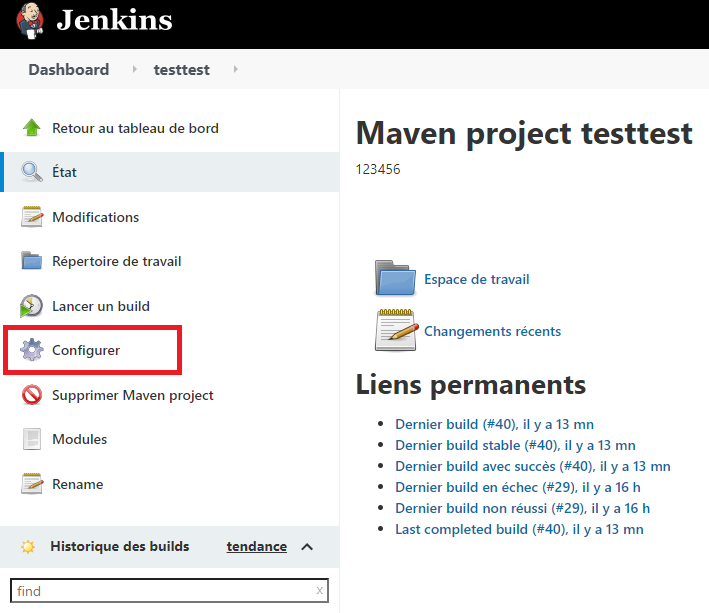 Jenkins
Dashboard
testtest
Retour au tableau de bord
État
Modifications
Répertoire de travail
Lancer un build
Configurer
Supprimer Maven project
Modules
Rename
Historique des builds tendance
find x
Maven project testtest
123456
Espace de travail
Changements récents
Liens permanents
Dernier build (#40), il y a 13 mn
Dernier build stable (#40), il y a 13 mn
Dernier build avec succès (#40), il y a 13 mn
Dernier build en échec (#29), il y a 16 h
Dernier build non réussi (#29), il y a 16 h
Last completed build (#40), il y a 13 mn